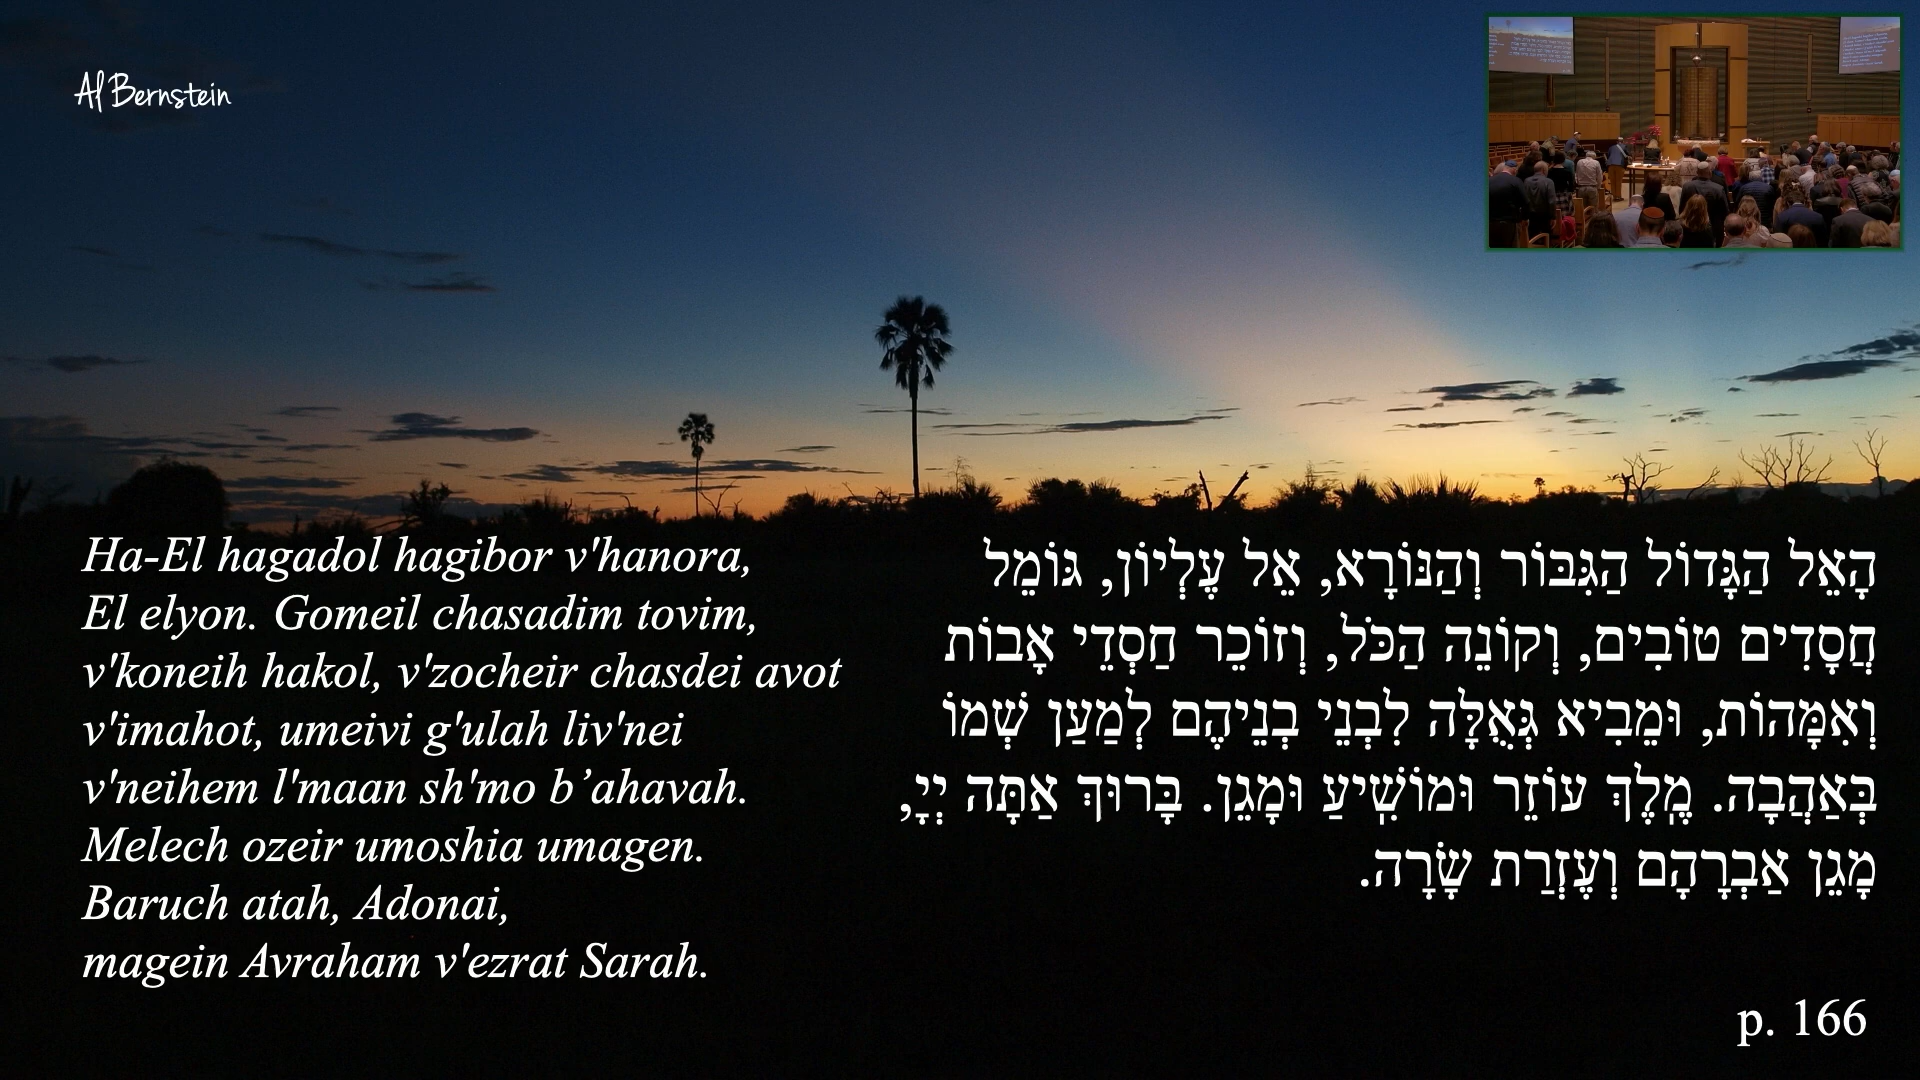 Al Bernstein
Ha-El hagadol hagibor v'hanora,
El elyon. Gomeil chasadim tovim,
v'koneih hakol, v'zocheir chasdei avot
v'imahot, umeivi g'ulah liv'nei
v'neihem l'maan sh'mo b’ahavah.
Melech ozeir umoshia umagen.
Baruch atah, Adonai,
magein Avraham v'ezrat Sarah.
הָאֵל הַגָּדוֹל הַגִּבּוֹר וְהַנּוֹרָא, אֵל עֶלְיוֹן, גּוֹמֵל
חֲסָדִים טוֹבִים, וְקוֹנֵה הַכֹּל, וְזוֹכֵר חַסְדֵי אָבוֹת
וְאִמָּהוֹת, וּמֵבִיא גְּאֻלָּה לִבְנֵי בְנֵיהֶם לְמַעַן שְׁמוֹ
בְּאַהֲבָה. מֶֽלֶךְ עוֹזֵר וּמוֹשִֽׁיעַ וּמָגֵן. בָּרוּךְ אַתָּה יְיָ,
מָגֵן אַבְרָהָם וְעֶזְרַת שָׂרָה.
p. 166